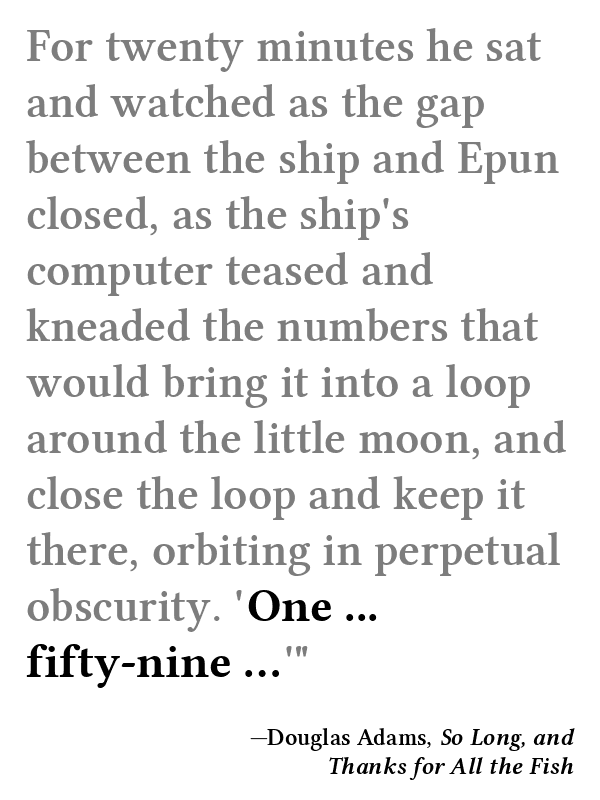 For twenty minutes he sat
and watched as the gap
between the ship and Epun
closed, as the ship's
computer teased and
kneaded the numbers that
would bring it into a loop
around the little moon, and
close the loop and keep it
there, orbiting in perpetual
obscurity. 'One ...
fifty-nine …'"
—Douglas Adams, So Long, and
Thanks for All the Fish